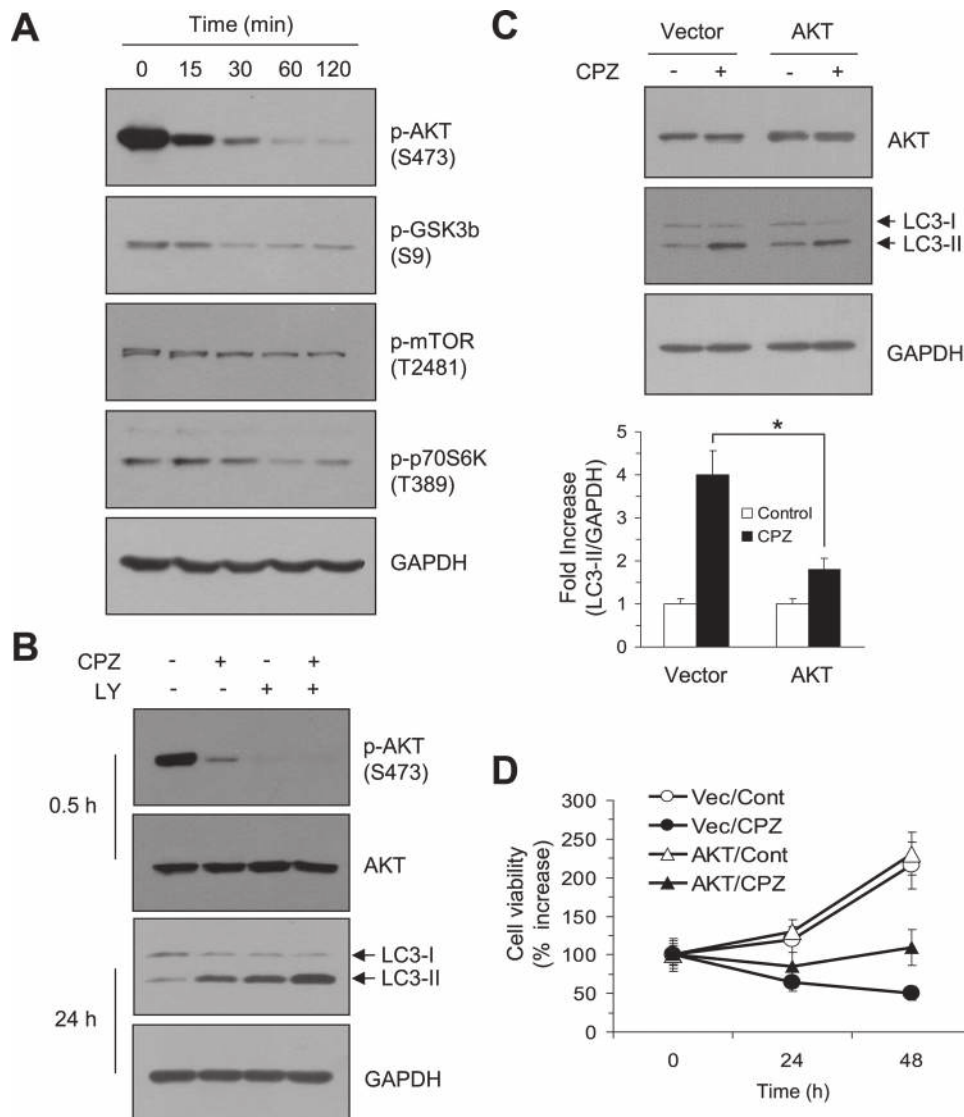 A
Time (min)
0 15 30 60 120
p-AKT
(S473)
p-GSK3b
(S9)
p-mTOR
(T2481)
p-p70S6K
(T389)
GAPDH
B
CPZ - + - +
LY - - + +
0.5 h
p-AKT
(S473)
AKT
24 h
LC3-I
LC3-II
GAPDH
C
Vector AKT
CPZ - + - +
AKT
LC3-I
LC3-II
GAPDH
Fold Increase
(LC3-II/GAPDH)
5
4
3
2
1
0
*
Control
CPZ
Vector AKT
D
Cell viability
(% increase)
300
250
200
150
100
50
0
Vec/Cont
Vec/CPZ
AKT/Cont
AKT/CPZ
0 24 48
Time (h)